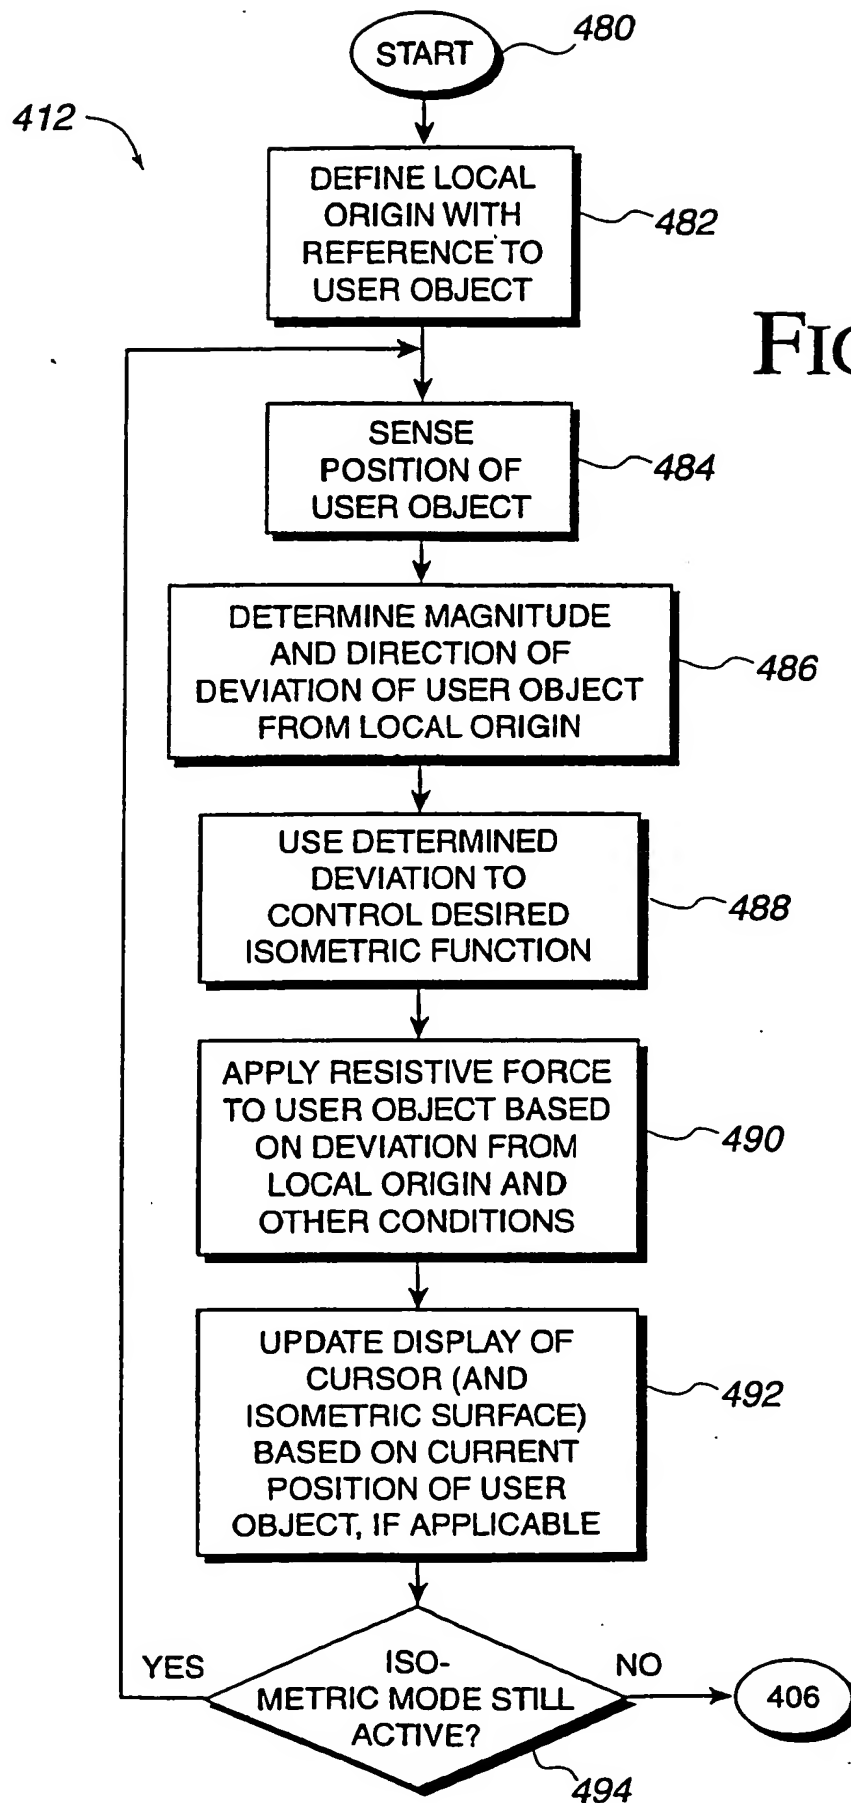 START
480
412
DEFINE LOCAL
ORIGIN WITH
REFERENCE TO
USER OBJECT
482
SENSE
POSITION OF
USER OBJECT
484
DETERMINE MAGNITUDE
AND DIRECTION OF
DEVIATION OF USER OBJECT
FROM LOCAL ORIGIN
486
USE DETERMINED
DEVIATION TO
CONTROL DESIRED
ISOMETRIC FUNCTION
488
APPLY RESISTIVE FORCE
TO USER OBJECT BASED
ON DEVIATION FROM
LOCAL ORIGIN AND
OTHER CONDITIONS
490
UPDATE DISPLAY OF
CURSOR (AND
ISOMETRIC SURFACE)
BASED ON CURRENT
POSITION OF USER
OBJECT, IF APPLICABLE
492
YES
ISO-
METRIC MODE STILL
ACTIVE?
NO
406
494